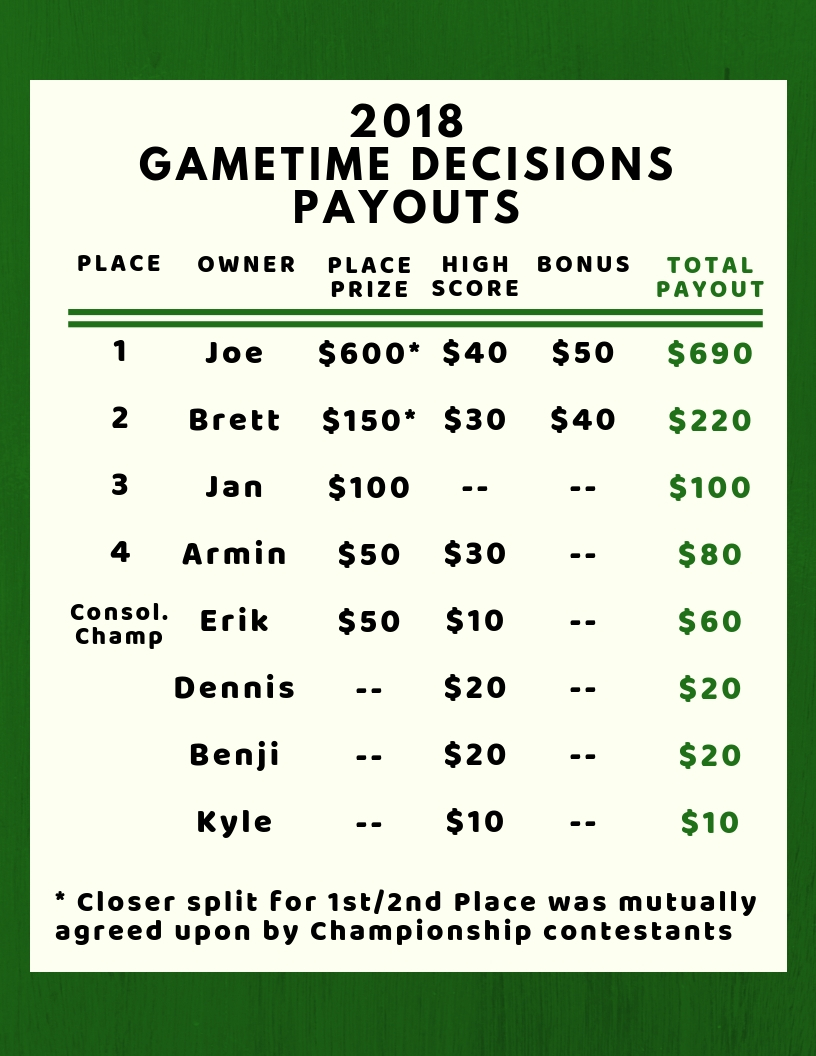 2018
GAMETIME DECISIONS
PAYOUTS
PLACE OWNER PLACE PRIZE HIGH SCORE BONUS TOTAL PAYOUT
1 Joe $600* $40 $50 $690
2 Brett $150* $30 $40 $220
3 Jan $100 -- -- $100
4 Armin $50 $30 -- $80
Consol. Champ Erik $50 $10 -- $60
Dennis -- $20 -- $20
Benji -- $20 -- $20
Kyle -- $10 -- $10
* Closer split for 1st/2nd Place was mutually
agreed upon by Championship contestants